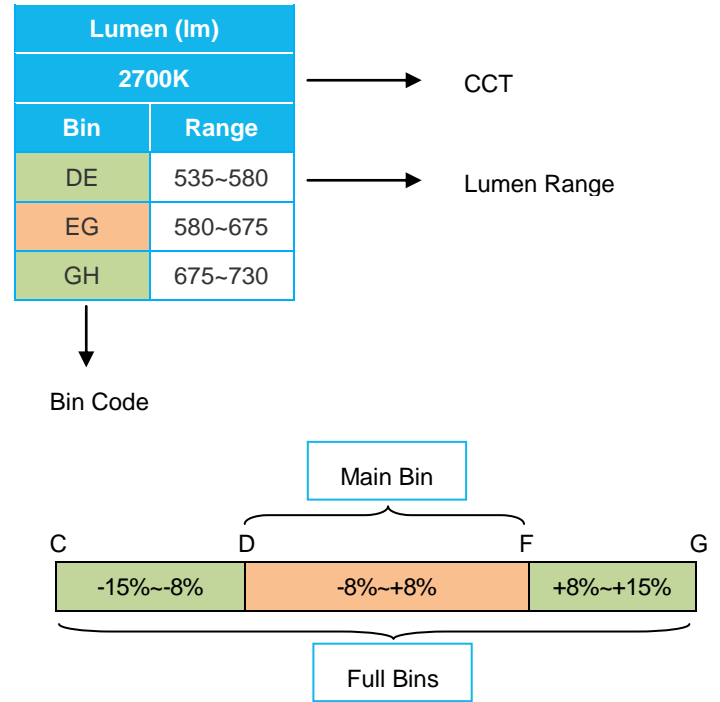 Lumen (lm)
2700K
CCT
Bin Range
DE 535~580
Lumen Range
EG 580~675
GH 675~730
Bin Code
Main Bin
C D F G
-15%~-8% -8%~+8% +8%~+15%
Full Bins